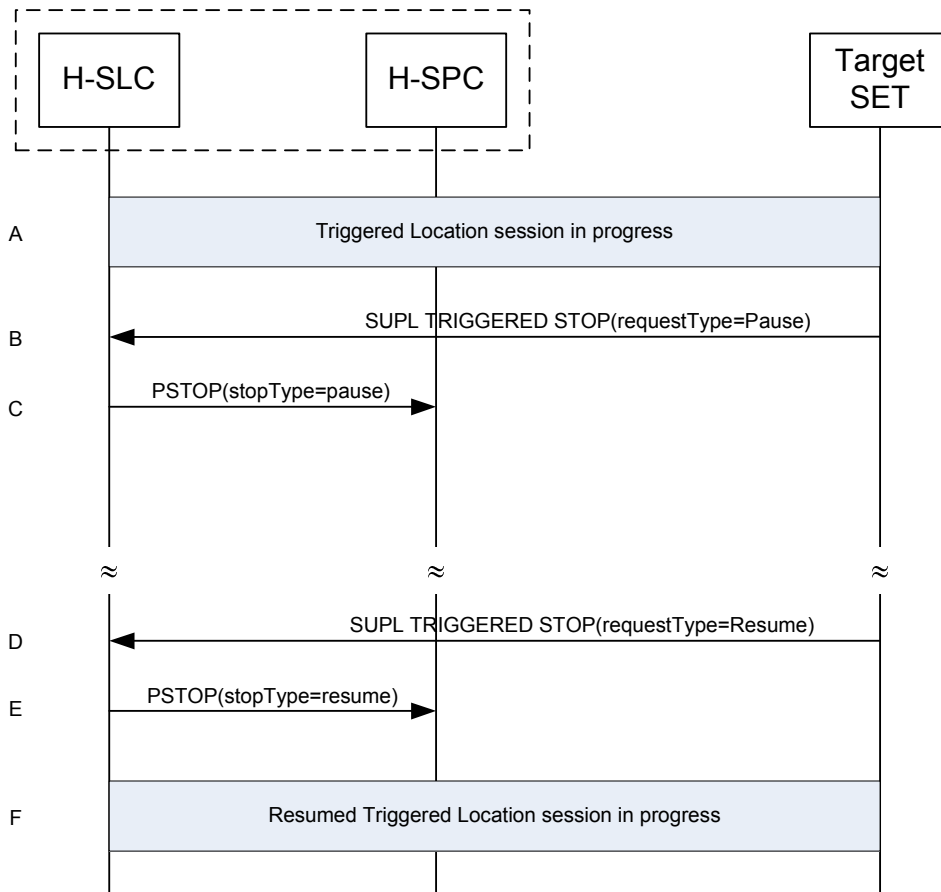 H-SLC
H-SPC
Target
SET
A
Triggered Location session in progress
B
SUPL TRIGGERED STOP(requestType=Pause)
C
PSTOP(stopType=pause)
≈ ≈ ≈
D
SUPL TRIGGERED STOP(requestType=Resume)
E
PSTOP(stopType=resume)
F
Resumed Triggered Location session in progress